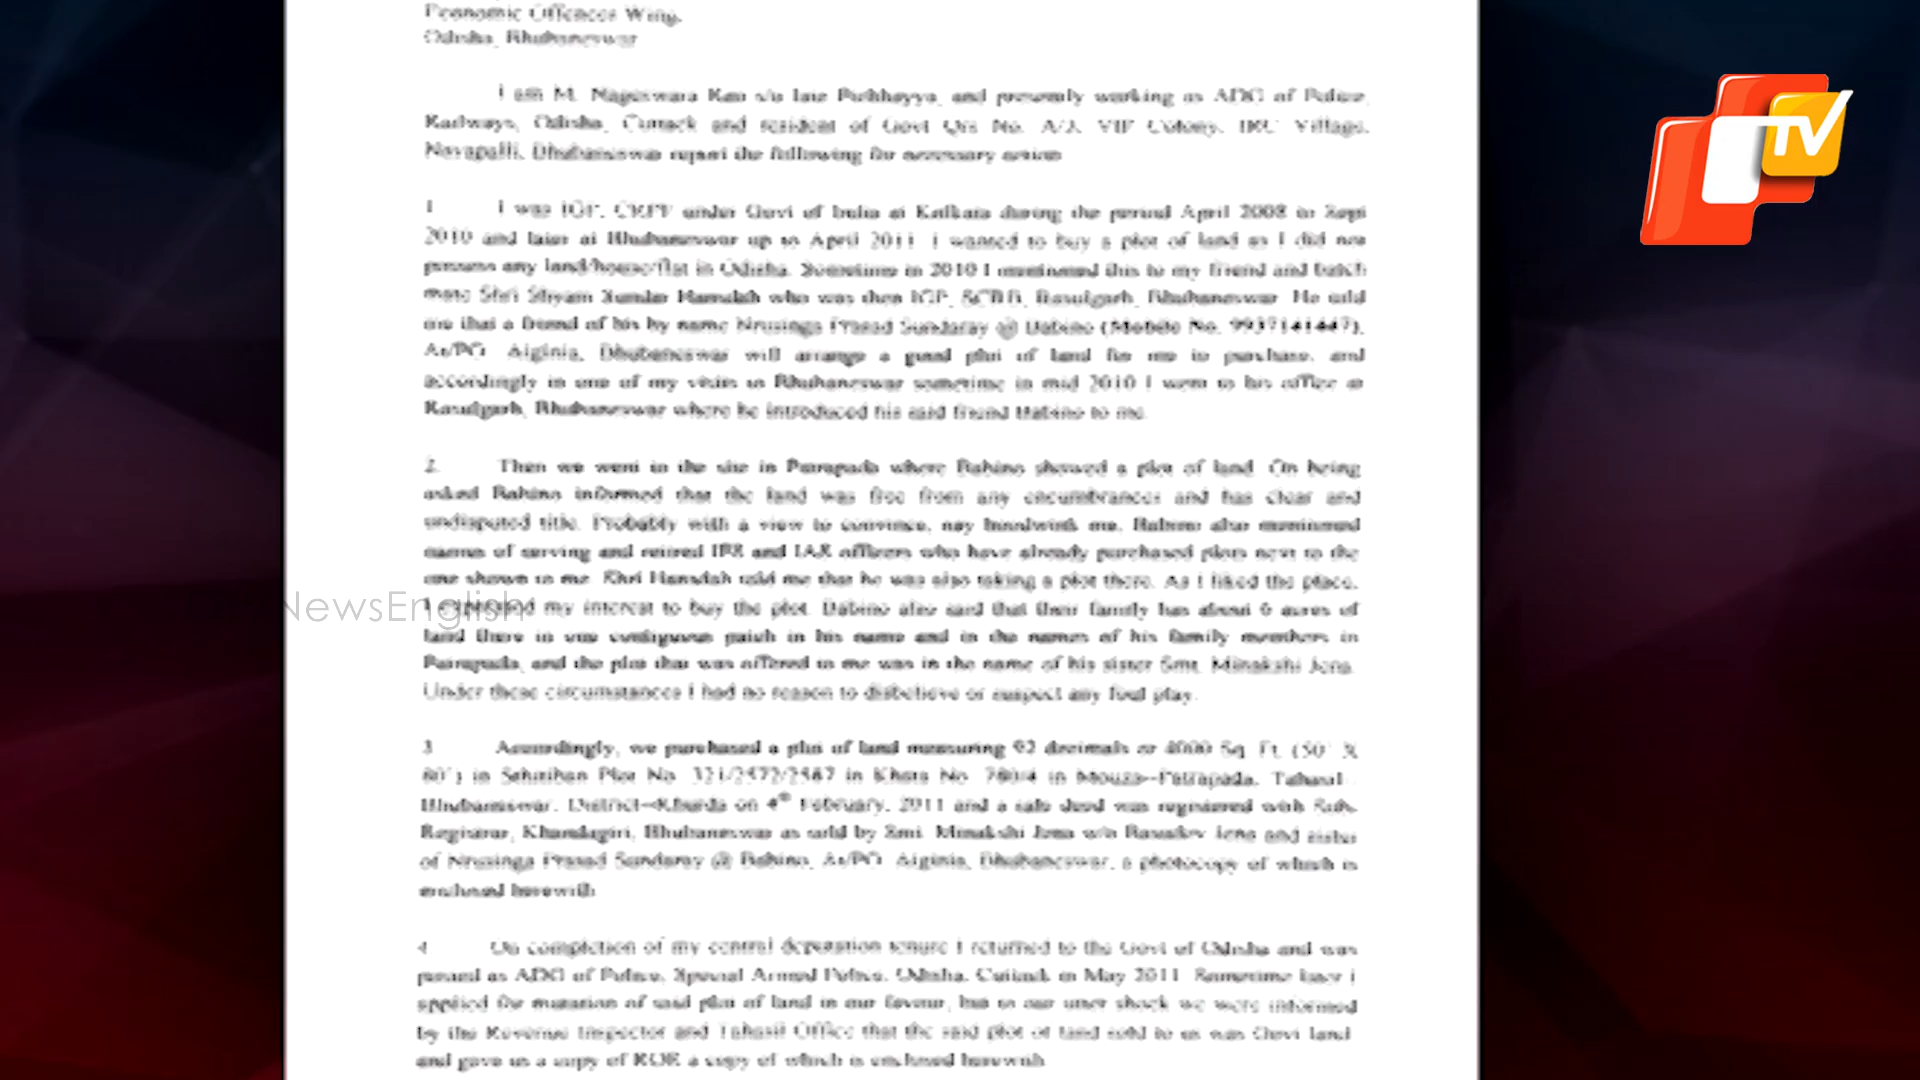 Economic Offences Wing,
Odisha, Bhubaneswar
TV
I am M. Nageswara Rao s/o late and presently working as ADG of Police,
Railways, Odisha, Cuttack and resident of Govt Qrs No. VIP Colony, IRC Village,
Nayapalli, Bhubaneswar report the following for necessary action
1 I was IGP, CRPF under Govt of India at Kolkata during the period April 2008 to Sept
2010 and later at Bhubaneswar up to April 2011. I wanted to buy a plot of land as I did not
possess any land/house/flat in Odisha. Sometime in 2010 I mentioned this to my friend and batch
mate Shri Shyam Sundar Hansdah who was then IGP, SCRB, Rasulgarh, Bhubaneswar. He told
me that a friend of his by name Nrusinga Prasad Sundaray @ Babino (Mobile No. ),
At/PO Aiginia, Bhubaneswar will arrange a good plot of land for me to purchase, and
accordingly in one of my visits to Bhubaneswar sometime in mid 2010 I went to his office at
Rasulgarh, Bhubaneswar where he introduced his said friend Babino to me.
2. Then we went to the site in Patrapada where Babino showed a plot of land. On being
asked Babino informed that the land was free from any encumbrances and has clear and
undisputed title. Probably with a view to convince, nay hoodwink me, Babino also mentioned
names of serving and retired IPS and IAS officers who have already purchased plots next to the
one shown to me. Shri Hansdah told me that he was also taking a plot there. As I liked the place,
NewsEnglish
I expressed my interest to buy the plot. Babino also said that their family has about 6 acres of
land there in one contiguous patch in his name and in the names of his family members in
Patrapada, and the plot that was offered to me was in the name of his sister Smt. Minakshi Jena.
Under these circumstances I had no reason to disbelieve or suspect any foul play.
3 Accordingly, we purchased a plot of land measuring 92 decimals or 4000 Sq. Ft. (50' X
80') in Plot No. in Khata No. in Mouza–Patrapada, Tahasil–
Bhubaneswar, District–Khurda on 4th February, 2011 and a sale deed was registered with Sub-
Registrar, Khandagiri, Bhubaneswar as sold by Smt. Minakshi Jena w/o Jena and sister
of Nrusinga Prasad Sundaray @ Babino, At/PO Aiginia, Bhubaneswar, a photocopy of which is
enclosed herewith
4 On completion of my central deputation tenure I returned to the Govt of Odisha and was
posted as ADG of Police, Special Armed Police, Odisha, Cuttack in May 2011. Sometime later I
applied for mutation of said plot of land in our favour, but to our utter shock we were informed
by the Revenue Inspector and Tahasil Office that the said plot of land sold to us was Govt land
and gave us a copy of ROR a copy of which is enclosed herewith